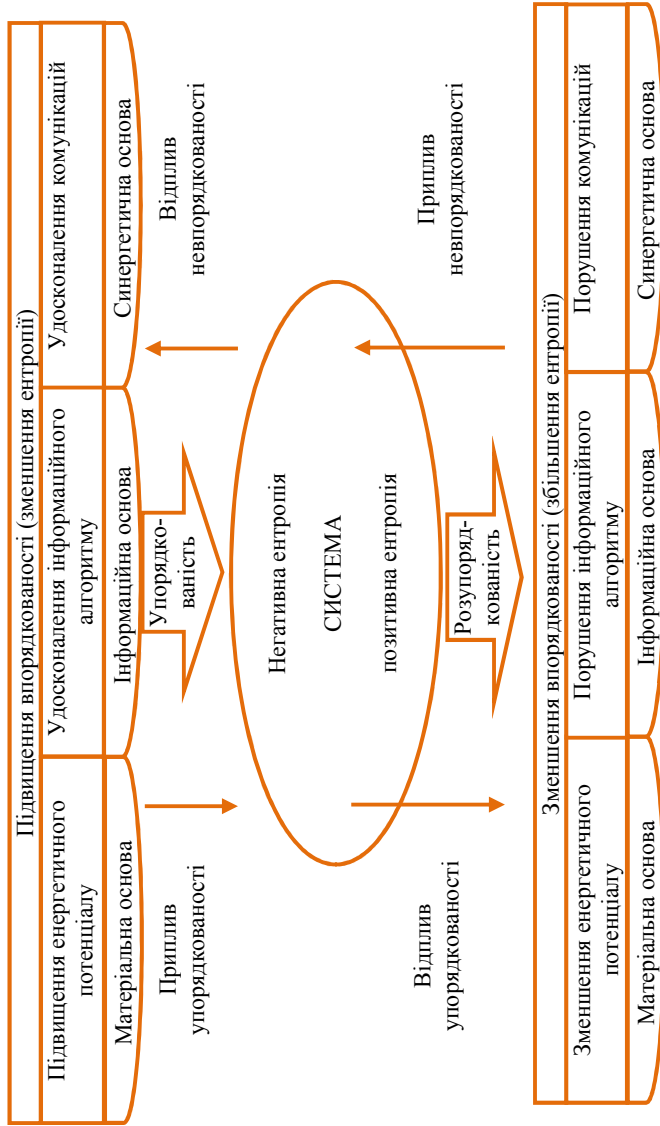 Підвищення впорядкованості (зменшення ентропії)
Підвищення енергетичного
потенціалу
Удосконалення інформаційного
алгоритму
Удосконалення комунікацій
Матеріальна основа
Інформаційна основа
Синергетична основа
Приплив
упорядкованості
Упорядко-
ваність
Відплив
невпорядкованості
Негативна ентропія
СИСТЕМА
позитивна ентропія
Відплив
упорядкованості
Розупоряд-
кованість
Приплив
невпорядкованості
Зменшення впорядкованості (збільшення ентропії)
Зменшення енергетичного
потенціалу
Порушення інформаційного
алгоритму
Порушення комунікацій
Матеріальна основа
Інформаційна основа
Синергетична основа